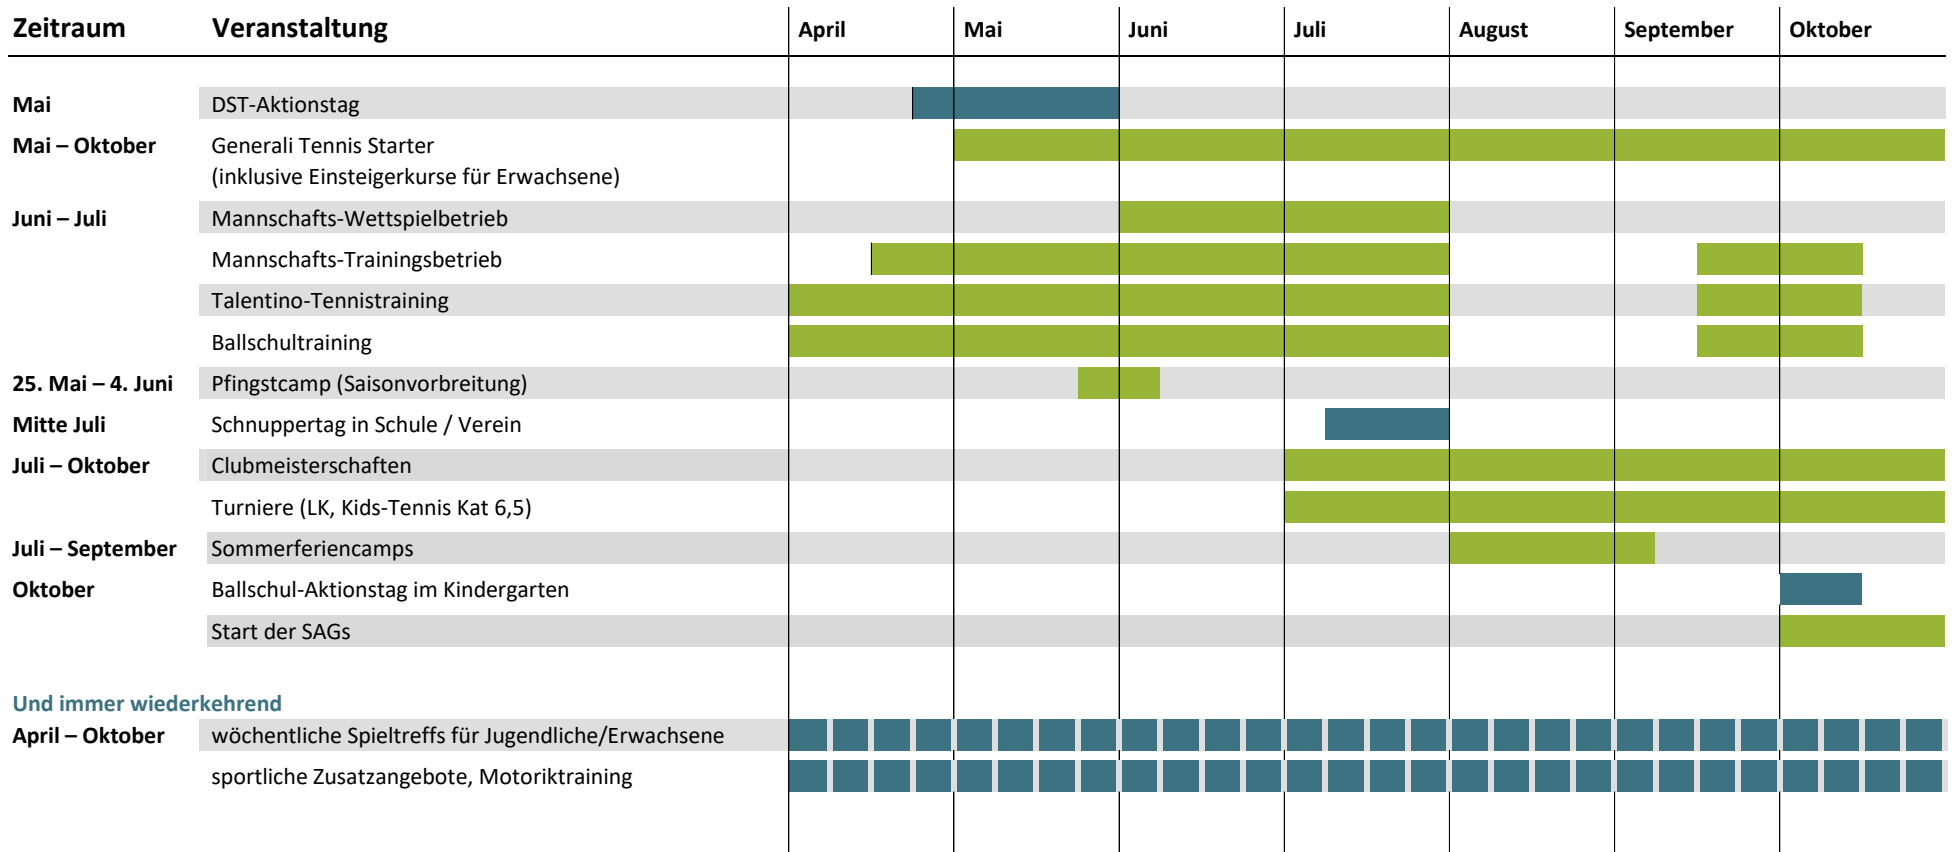 Zeitraum Veranstaltung April Mai Juni Juli August September Oktober
Mai DST-Aktionstag
Mai – Oktober Generali Tennis Starter
(inklusive Einsteigerkurse für Erwachsene)
Juni – Juli Mannschafts-Wettspielbetrieb
Mannschafts-Trainingsbetrieb
Talentino-Tennistraining
Ballschultraining
25. Mai – 4. Juni Pfingstcamp (Saisonvorbereitung)
Mitte Juli Schnuppertag in Schule / Verein
Juli – Oktober Clubmeisterschaften
Turniere (LK, Kids-Tennis Kat 6,5)
Juli – September Sommerferiencamps
Oktober Ballschul-Aktionstag im Kindergarten
Start der SAGs
Und immer wiederkehrend
April – Oktober wöchentliche Spieltreffs für Jugendliche/Erwachsene
sportliche Zusatzangebote, Motoriktraining